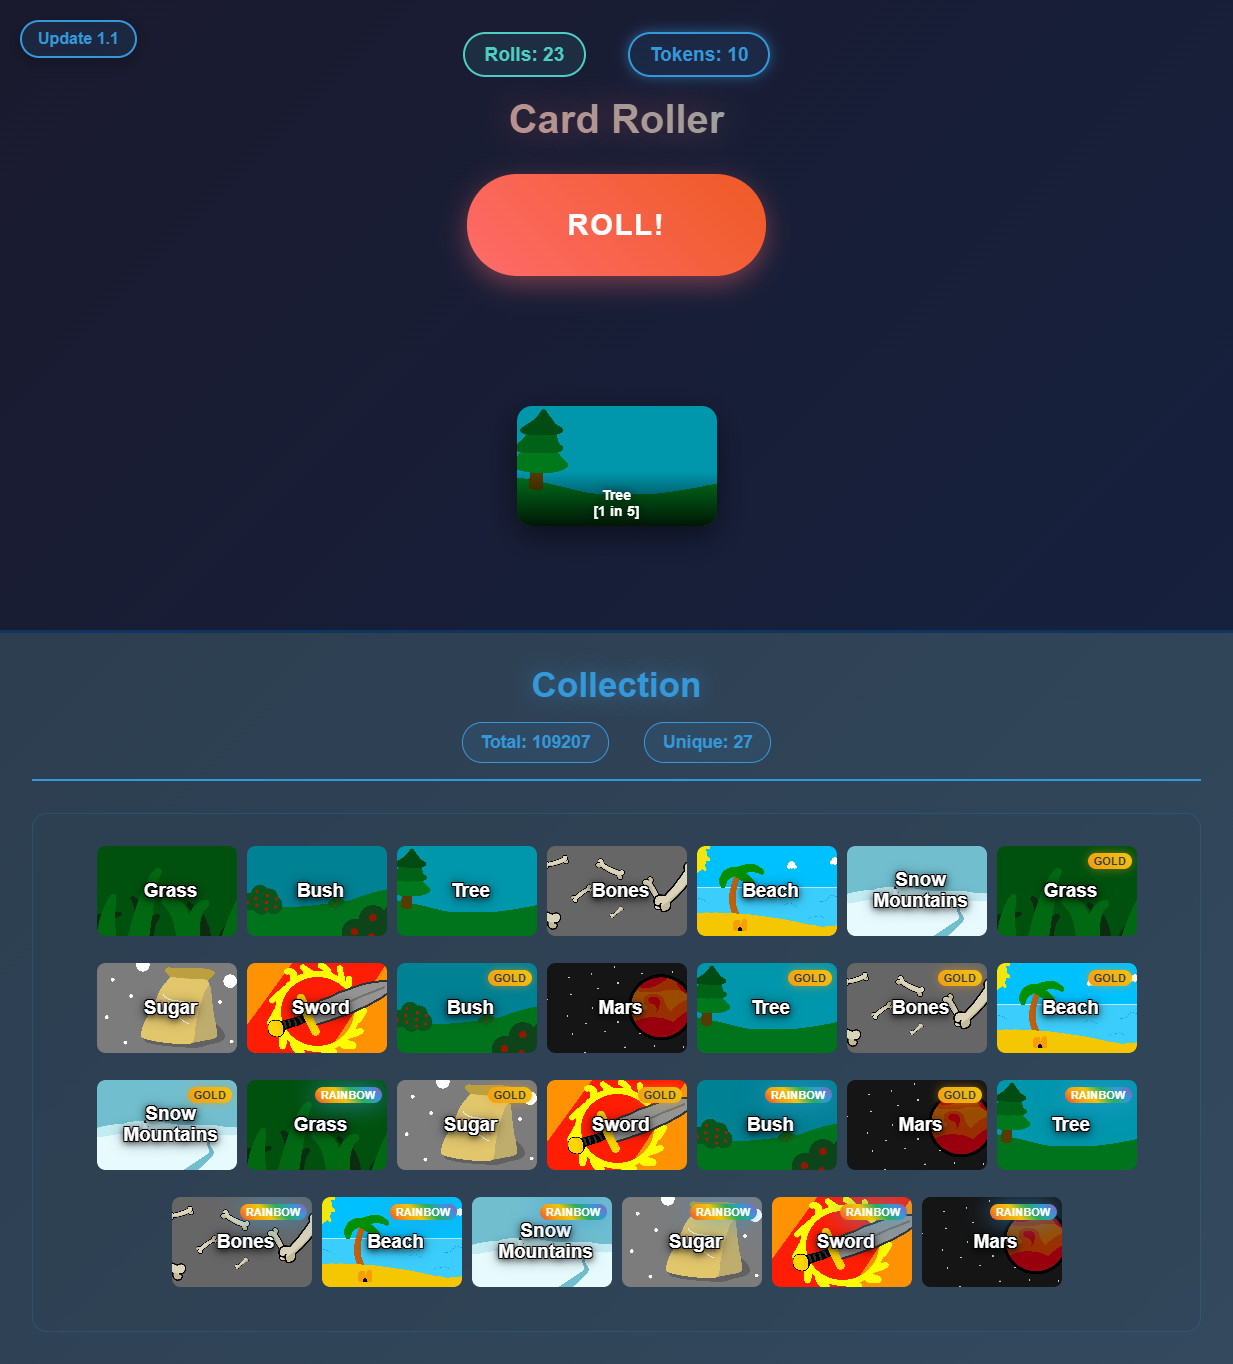 Update 1.1
Rolls: 23
Tokens: 10
Card Roller
ROLL!
Tree
[1 in 5]
Collection
Total: 109207
Unique: 27
Grass
Bush
Tree
Bones
Beach
Snow
Mountains
GOLD
Grass
Sugar
Sword
GOLD
Bush
Mars
GOLD
Tree
GOLD
Bones
GOLD
Beach
GOLD
Snow
Mountains
RAINBOW
Grass
GOLD
Sugar
GOLD
Sword
RAINBOW
Bush
GOLD
Mars
RAINBOW
Tree
RAINBOW
Bones
RAINBOW
Beach
RAINBOW
Snow
Mountains
RAINBOW
Sugar
RAINBOW
Sword
RAINBOW
Mars